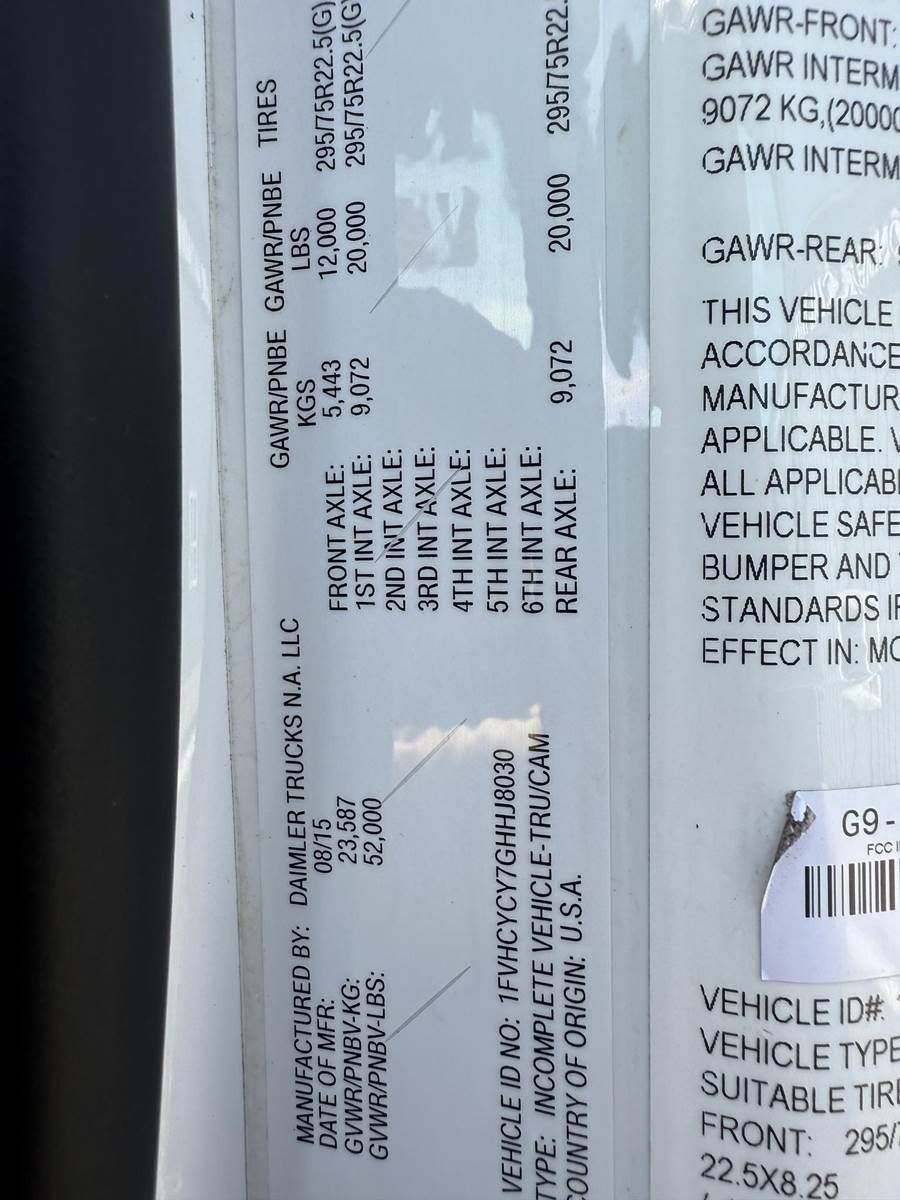 MANUFACTURED BY: DAIMLER TRUCKS N.A. LLC
DATE OF MFR: 08/15
GVWR/PNBV-KG: 23,587
GVWR/PNBV-LBS: 52,000
GAWR/PNBE GAWR/PNBE TIRES
KGS LBS
FRONT AXLE: 5,443 12,000 295/75R22.5(G)
1ST INT AXLE: 9,072 20,000 295/75R22.5(G)
2ND INT AXLE:
3RD INT AXLE:
4TH INT AXLE:
5TH INT AXLE:
6TH INT AXLE:
REAR AXLE: 9,072 20,000 295/75R22.
VEHICLE ID NO: 1FVHCYCY7GHHJ8030
TYPE: INCOMPLETE VEHICLE-TRU/CAM
COUNTRY OF ORIGIN: U.S.A.
GAWR-FRONT:
GAWR INTERM
9072 KG,(20000
GAWR INTERM
GAWR-REAR:
THIS VEHICLE
ACCORDANCE
MANUFACTUR
APPLICABLE.
ALL APPLICABL
VEHICLE SAFE
BUMPER AND
STANDARDS
EFFECT IN:
G9-
FCC
VEHICLE ID#
VEHICLE TYPE
SUITABLE TIRE
FRONT: 295/
22.5X8.25